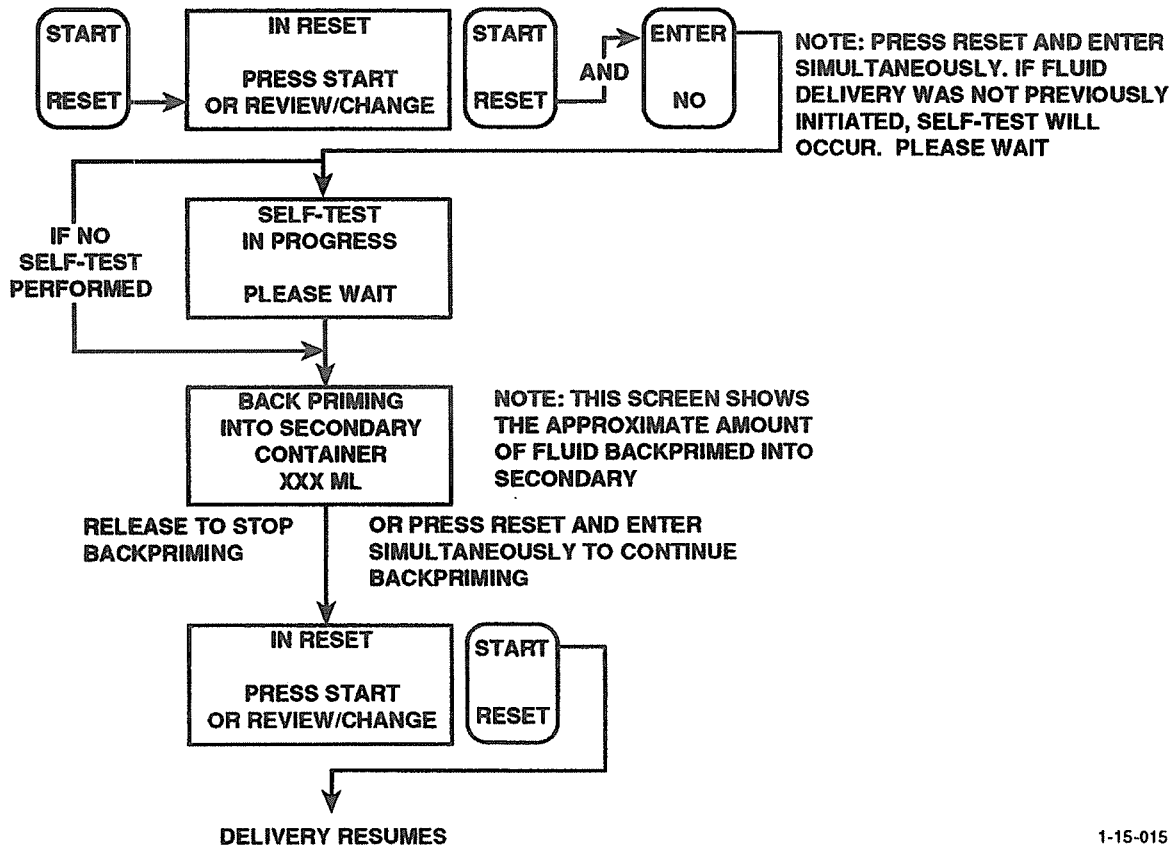 START
RESET
IN RESET
PRESS START
OR REVIEW/CHANGE
START
RESET
AND
ENTER
NO
NOTE: PRESS RESET AND ENTER
SIMULTANEOUSLY. IF FLUID
DELIVERY WAS NOT PREVIOUSLY
INITIATED, SELF-TEST WILL
OCCUR. PLEASE WAIT
IF NO
SELF-TEST
PERFORMED
SELF-TEST
IN PROGRESS
PLEASE WAIT
BACK PRIMING
INTO SECONDARY
CONTAINER
XXX ML
NOTE: THIS SCREEN SHOWS
THE APPROXIMATE AMOUNT
OF FLUID BACKPRIMED INTO
SECONDARY
RELEASE TO STOP
BACKPRIMING
OR PRESS RESET AND ENTER
SIMULTANEOUSLY TO CONTINUE
BACKPRIMING
IN RESET
PRESS START
OR REVIEW/CHANGE
START
RESET
DELIVERY RESUMES
1-15-015